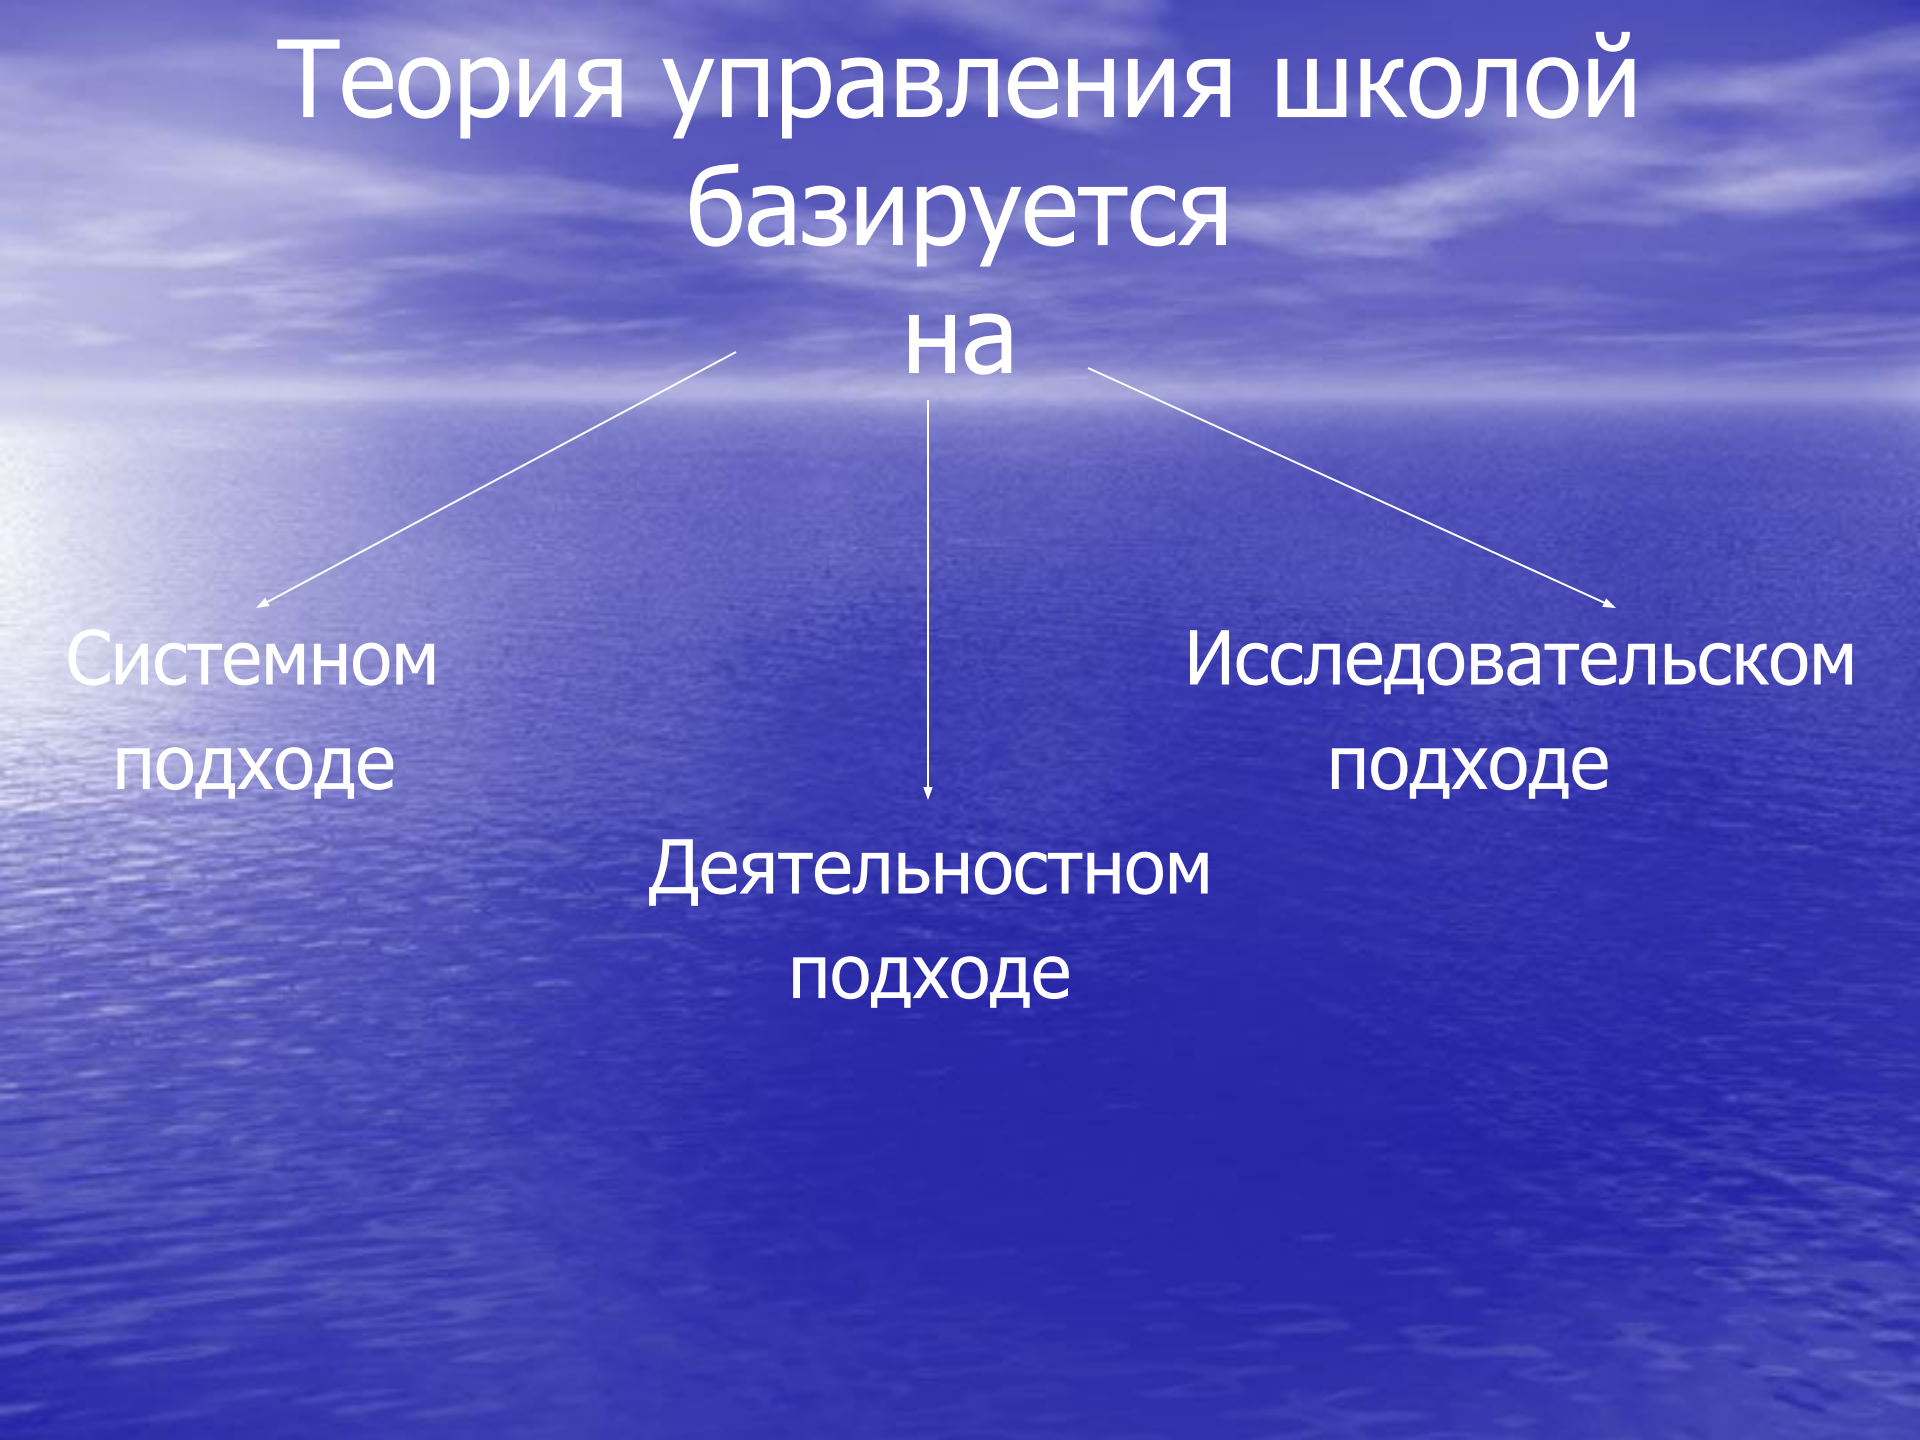 Теория управления школой
базируется
на
Системном
подходе
Исследовательском
подходе
Деятельностном
подходе